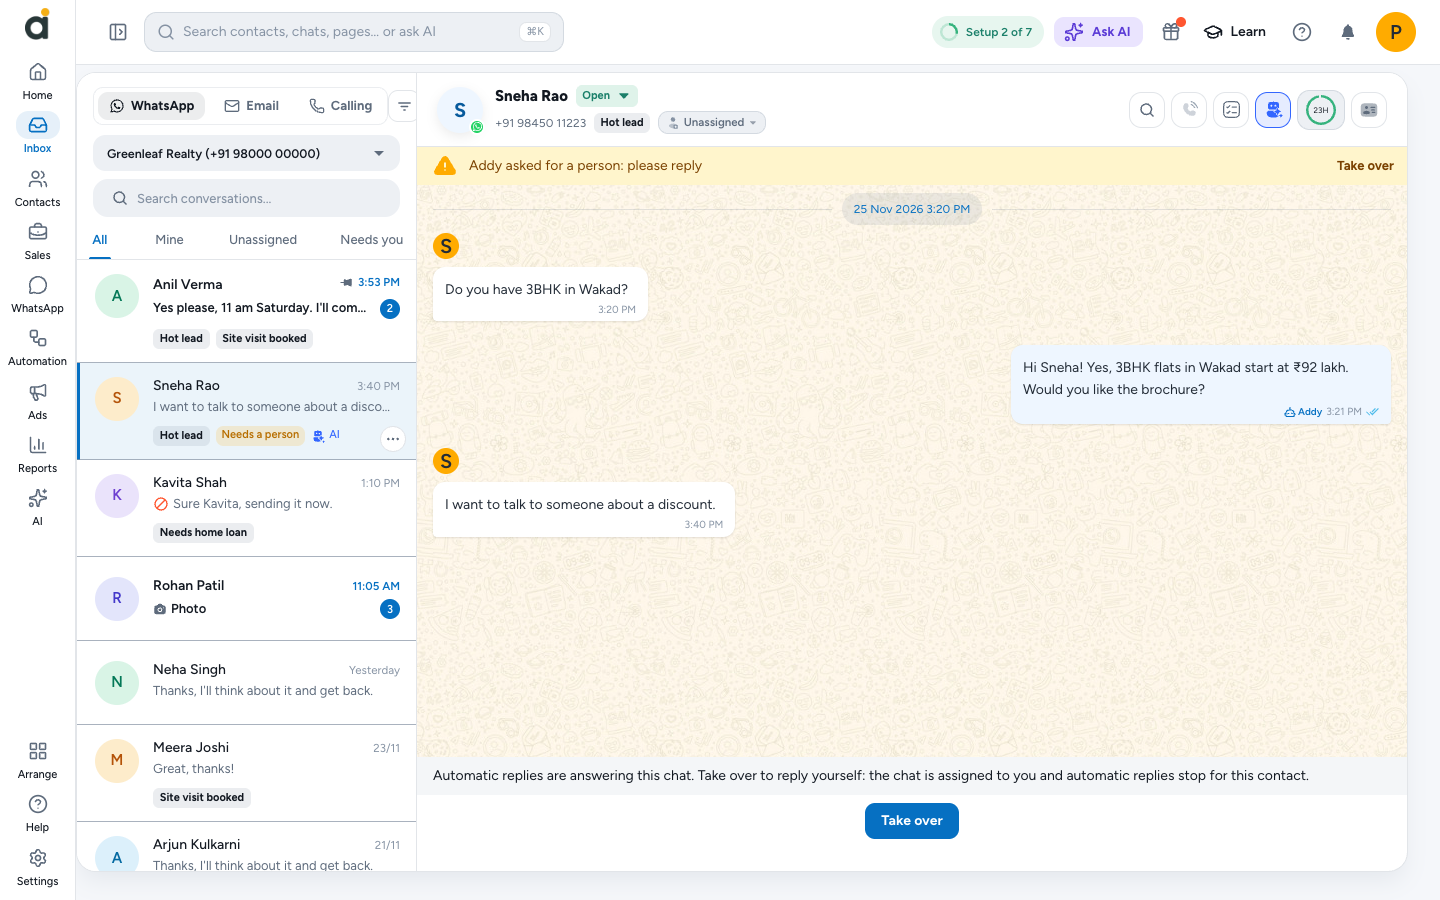 Search contacts, chats, pages... or ask AI
⌘K
Setup 2 of 7
Ask AI
Learn
P
Home
Inbox
Contacts
Sales
WhatsApp
Automation
Ads
Reports
AI
Arrange
Help
Settings
WhatsApp
Email
Calling
Greenleaf Realty (+91 98000 00000)
Search conversations...
All
Mine
Unassigned
Needs you
A
Anil Verma
3:53 PM
Yes please, 11 am Saturday. I'll com...
2
Hot lead
Site visit booked
S
Sneha Rao
3:40 PM
I want to talk to someone about a disco...
Hot lead
Needs a person
AI
K
Kavita Shah
1:10 PM
Sure Kavita, sending it now.
Needs home loan
R
Rohan Patil
11:05 AM
Photo
3
N
Neha Singh
Yesterday
Thanks, I'll think about it and get back.
M
Meera Joshi
23/11
Great, thanks!
Site visit booked
A
Arjun Kulkarni
21/11
Thanks, I'll think about it and get back.
S
Sneha Rao
Open
+91 98450 11223
Hot lead
Unassigned
23H
Addy asked for a person: please reply
Take over
25 Nov 2026 3:20 PM
S
Do you have 3BHK in Wakad?
3:20 PM
Hi Sneha! Yes, 3BHK flats in Wakad start at ₹92 lakh.
Would you like the brochure?
Addy 3:21 PM
S
I want to talk to someone about a discount.
3:40 PM
Automatic replies are answering this chat. Take over to reply yourself: the chat is assigned to you and automatic replies stop for this contact.
Take over